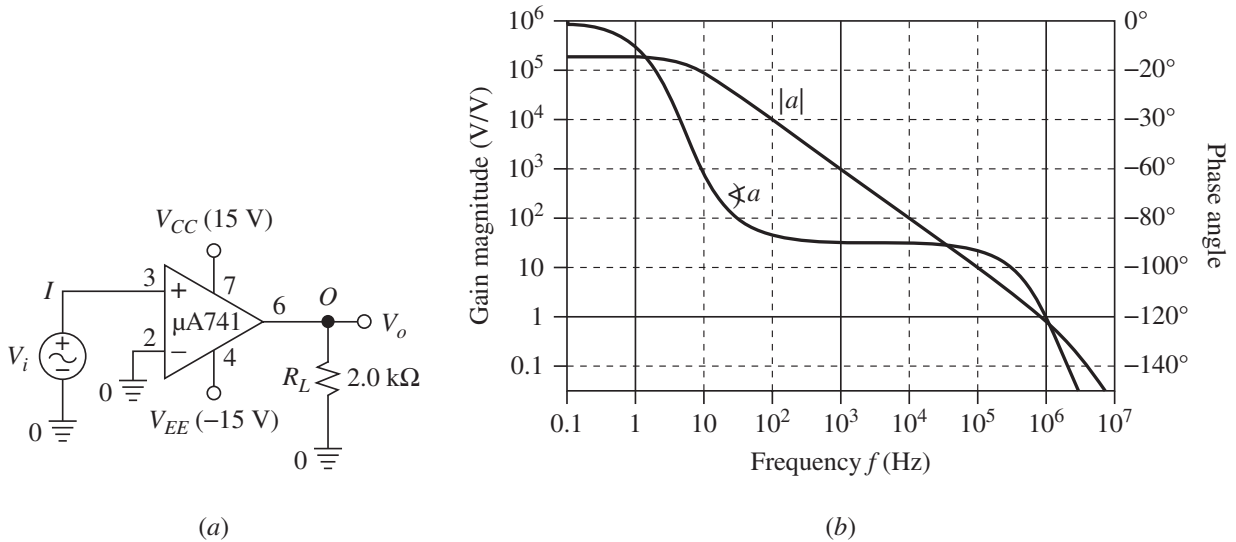 V_CC (15 V)
I
3
+
7
6
O
V_o
μA741
2
−
4
V_i
+
−
0
0
R_L
2.0 kΩ
V_EE (−15 V)
0
(a)
Gain magnitude (V/V)
10^6
10^5
10^4
10^3
10^2
10
1
0.1
|a|
∢a
0°
−20°
−30°
−60°
−80°
−100°
−120°
−140°
Phase angle
0.1
1
10
10^2
10^3
10^4
10^5
10^6
10^7
Frequency f (Hz)
(b)